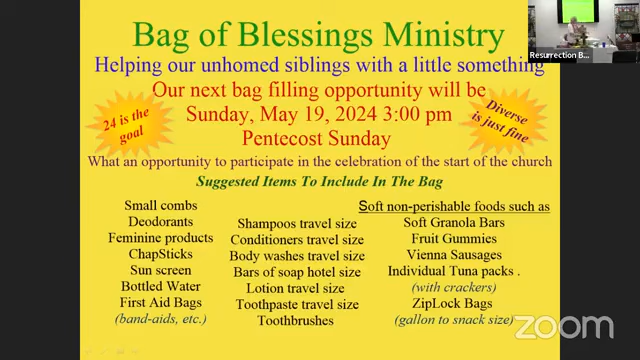 Bag of Blessings Ministry
Helping our unhomed siblings with a little something
Our next bag filling opportunity will be
24 is the
goal
Sunday, May 19, 2024 3:00 pm
Diverse
is just fine
Pentecost Sunday
What an opportunity to participate in the celebration of the start of the church
Suggested Items To Include In The Bag
Small combs
Deodorants
Feminine products
ChapSticks
Sun screen
Bottled Water
First Aid Bags
(band-aids, etc.)
Shampoos travel size
Conditioners travel size
Body washes travel size
Bars of soap hotel size
Lotion travel size
Toothpaste travel size
Toothbrushes
Soft non-perishable foods such as
Soft Granola Bars
Fruit Gummies
Vienna Sausages
Individual Tuna packs .
(with crackers)
ZipLock Bags
(gallon to snack size)
Resurrection B...
zoom